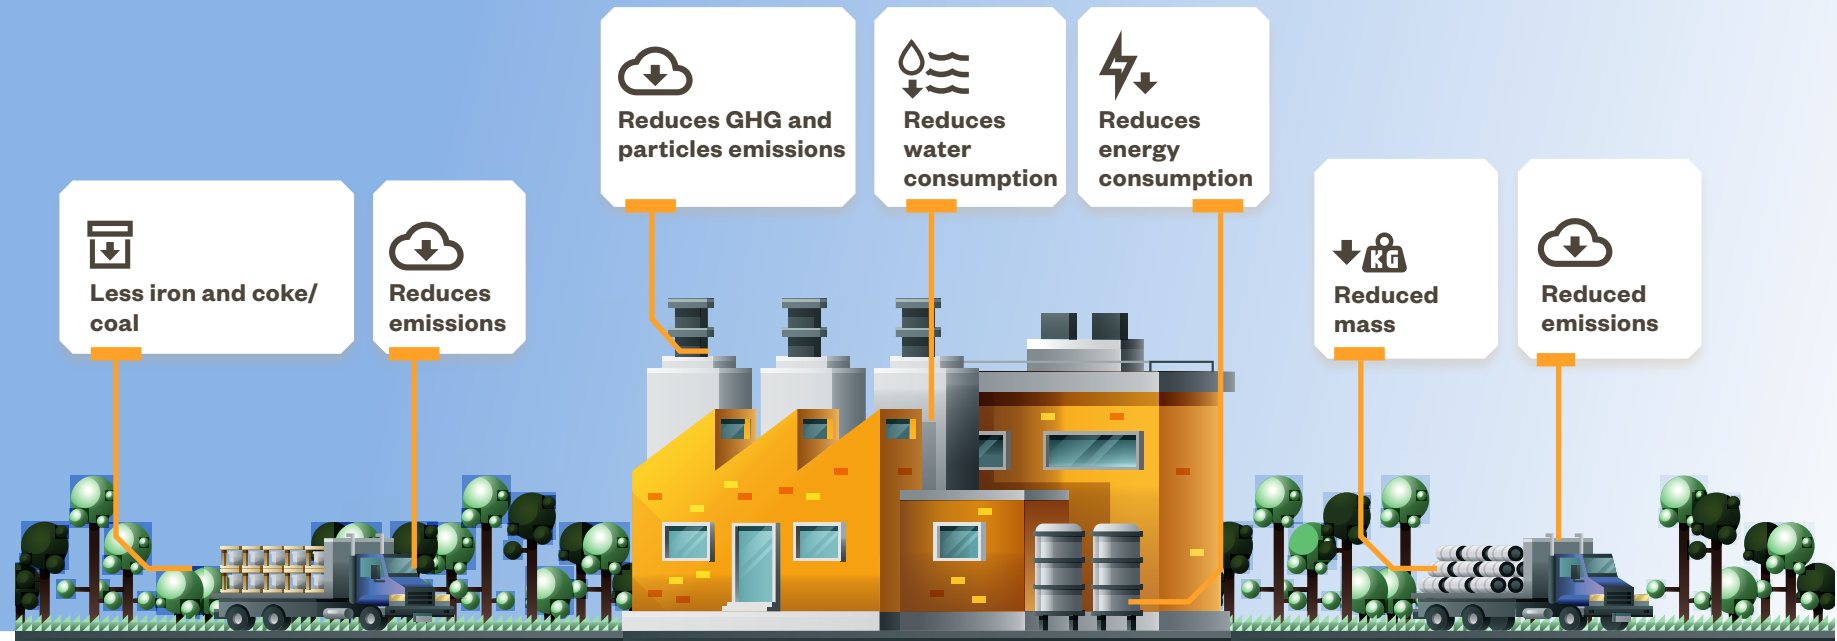 Less iron and coke/
coal
Reduces
emissions
Reduces GHG and
particles emissions
Reduces
water
consumption
Reduces
energy
consumption
KG
Reduced
mass
Reduced
emissions